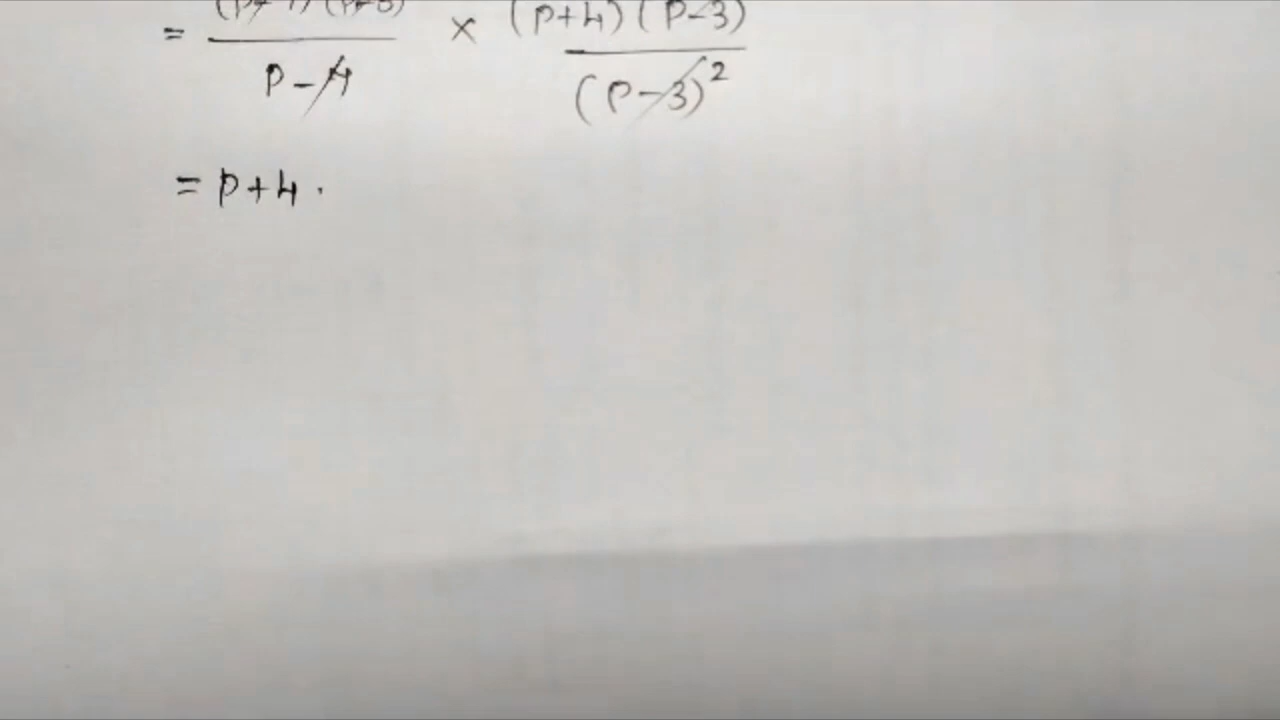 =          ×  (p+4)(p-3)
p-4  (p-3)²
= p+4.